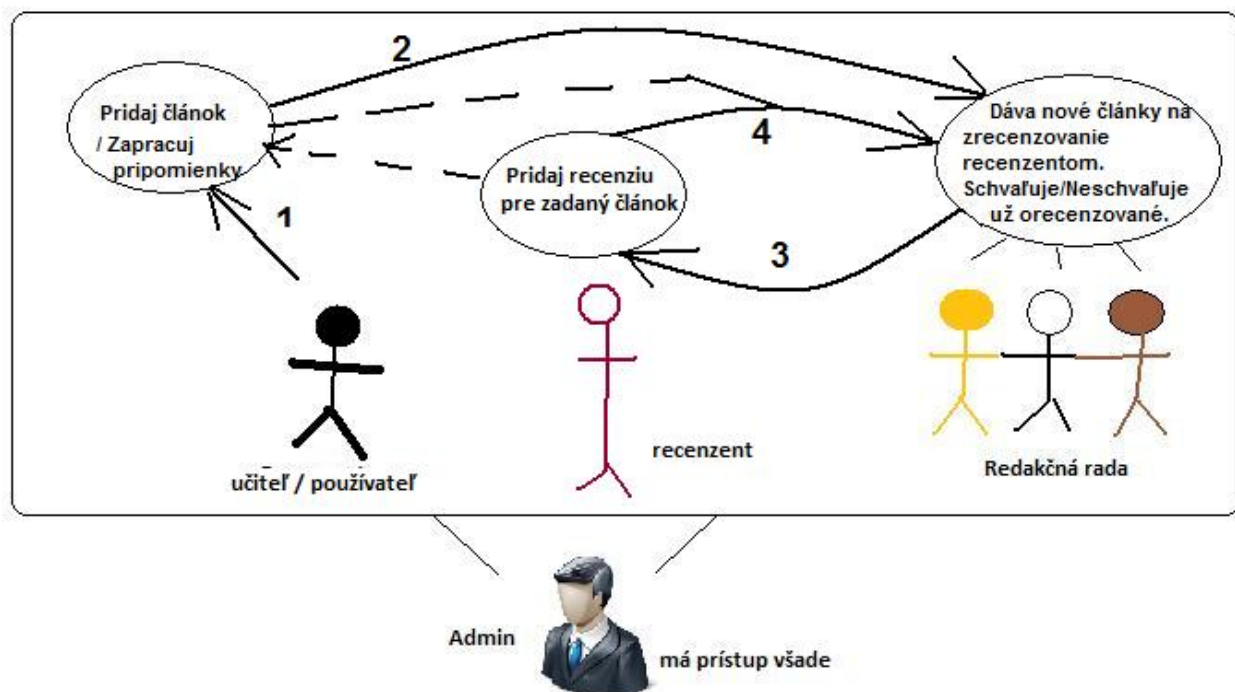 2
Pridaj článok
/ Zapracuj
pripomienky
1
Pridaj recenziu
pre zadaný článok
4
3
Dáva nové články na
zrecenzovanie
recenzentom.
Schvaľuje/Neschvaľuje
už orecenzované.
učiteľ / používateľ
recenzent
Redakčná rada
Admin
má prístup všade